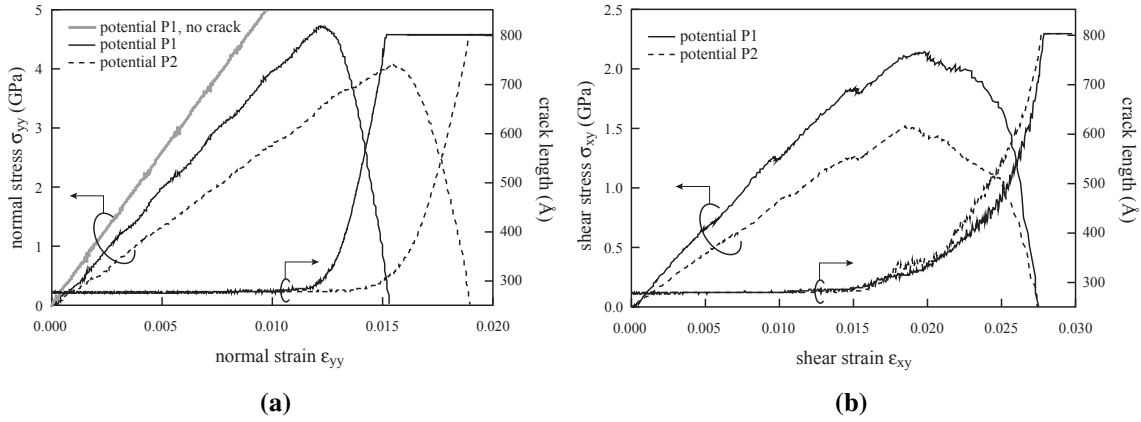 potential P1, no crack
potential P1
potential P2
5
4
3
2
1
0
normal stress σyy (GPa)
800
700
600
500
400
300
crack length (Å)
0.000
0.005
0.010
0.015
0.020
normal strain εyy
(a)
potential P1
potential P2
2.5
2.0
1.5
1.0
0.5
0.0
shear stress σxy (GPa)
800
700
600
500
400
300
crack length (Å)
0.000
0.005
0.010
0.015
0.020
0.025
0.030
shear strain εxy
(b)